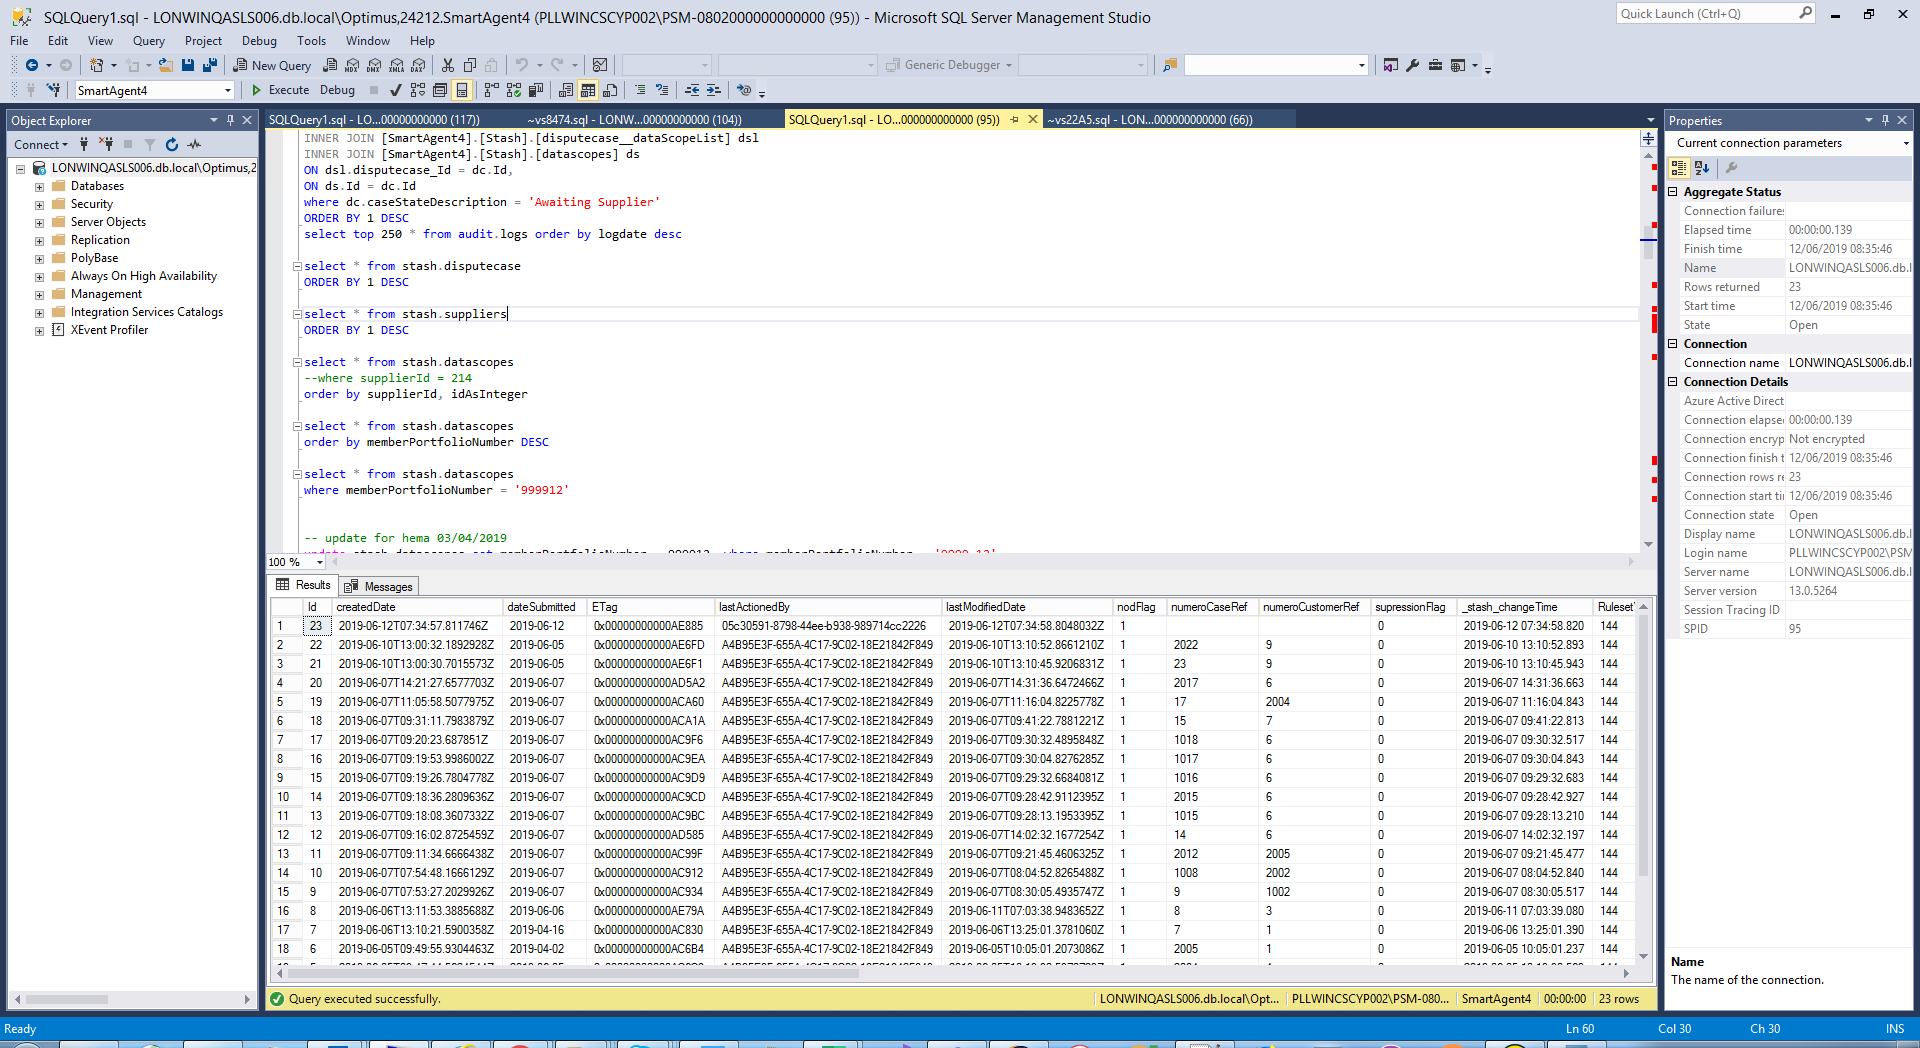 SQLQuery1.sql - LONWINQASLS006.db.local\Optimus,24212.SmartAgent4 (PLLWINCSCYP002\PSM-0802000000000000 (95)) - Microsoft SQL Server Management Studio
Quick Launch (Ctrl+Q)
File Edit View Query Project Debug Tools Window Help
New Query
Generic Debugger
SmartAgent4
Execute Debug
Object Explorer
Connect
LONWINQASLS006.db.local\Optimus,2
Databases
Security
Server Objects
Replication
PolyBase
Always On High Availability
Management
Integration Services Catalogs
XEvent Profiler
SQLQuery1.sql - LO...00000000000 (117))
~vs8474.sql - LONW...00000000000 (104))
SQLQuery1.sql - LO...000000000000 (95))
~vs22A5.sql - LON...000000000000 (66))
INNER JOIN [SmartAgent4].[Stash].[disputecase__dataScopeList] dsl
INNER JOIN [SmartAgent4].[Stash].[datascopes] ds
ON dsl.disputecase_Id = dc.Id,
ON ds.Id = dc.Id
where dc.caseStateDescription = 'Awaiting Supplier'
ORDER BY 1 DESC
select top 250 * from audit.logs order by logdate desc
select * from stash.disputecase
ORDER BY 1 DESC
select * from stash.suppliers
ORDER BY 1 DESC
select * from stash.datascopes
--where supplierId = 214
order by supplierId, idAsInteger
select * from stash.datascopes
order by memberPortfolioNumber DESC
select * from stash.datascopes
where memberPortfolioNumber = '999912'
-- update for hema 03/04/2019
100 %
Results Messages
Id createdDate dateSubmitted ETag lastActionedBy lastModifiedDate nodFlag numeroCaseRef numeroCustomerRef supressionFlag _stash_changeTime Ruleset
1 23 2019-06-12T07:34:57.811746Z 2019-06-12 0x00000000000AE885 05c30591-8798-44ee-b938-989714cc2226 2019-06-12T07:34:58.8048032Z 1 0 2019-06-12 07:34:58.820 144
2 22 2019-06-10T13:00:32.1892928Z 2019-06-05 0x00000000000AE6FD A4B95E3F-655A-4C17-9C02-18E21842F849 2019-06-10T13:10:52.8661210Z 1 2022 9 0 2019-06-10 13:10:52.893 144
3 21 2019-06-10T13:00:30.7015573Z 2019-06-05 0x00000000000AE6F1 A4B95E3F-655A-4C17-9C02-18E21842F849 2019-06-10T13:10:45.9206831Z 1 23 9 0 2019-06-10 13:10:45.943 144
4 20 2019-06-07T14:21:27.6577703Z 2019-06-07 0x00000000000AD5A2 A4B95E3F-655A-4C17-9C02-18E21842F849 2019-06-07T14:31:36.6472466Z 1 2017 6 0 2019-06-07 14:31:36.663 144
5 19 2019-06-07T11:05:58.5077975Z 2019-06-07 0x00000000000ACA60 A4B95E3F-655A-4C17-9C02-18E21842F849 2019-06-07T11:16:04.8225778Z 1 17 2004 0 2019-06-07 11:16:04.843 144
6 18 2019-06-07T09:31:11.7983879Z 2019-06-07 0x00000000000ACA1A A4B95E3F-655A-4C17-9C02-18E21842F849 2019-06-07T09:41:22.7881221Z 1 15 7 0 2019-06-07 09:41:22.813 144
7 17 2019-06-07T09:20:23.687851Z 2019-06-07 0x00000000000AC9F6 A4B95E3F-655A-4C17-9C02-18E21842F849 2019-06-07T09:30:32.4895848Z 1 1018 6 0 2019-06-07 09:30:32.517 144
8 16 2019-06-07T09:19:53.9986002Z 2019-06-07 0x00000000000AC9EA A4B95E3F-655A-4C17-9C02-18E21842F849 2019-06-07T09:30:04.8276285Z 1 1017 6 0 2019-06-07 09:30:04.843 144
9 15 2019-06-07T09:19:26.7804778Z 2019-06-07 0x00000000000AC9D9 A4B95E3F-655A-4C17-9C02-18E21842F849 2019-06-07T09:29:32.6684081Z 1 1016 6 0 2019-06-07 09:29:32.683 144
10 14 2019-06-07T09:18:36.2809636Z 2019-06-07 0x00000000000AC9CD A4B95E3F-655A-4C17-9C02-18E21842F849 2019-06-07T09:28:42.9112395Z 1 2015 6 0 2019-06-07 09:28:42.927 144
11 13 2019-06-07T09:18:08.3607332Z 2019-06-07 0x00000000000AC9BC A4B95E3F-655A-4C17-9C02-18E21842F849 2019-06-07T09:28:13.1953395Z 1 1015 6 0 2019-06-07 09:28:13.210 144
12 12 2019-06-07T09:16:02.8725459Z 2019-06-07 0x00000000000AD585 A4B95E3F-655A-4C17-9C02-18E21842F849 2019-06-07T14:02:32.1677254Z 1 14 6 0 2019-06-07 14:02:32.197 144
13 11 2019-06-07T09:11:34.6666438Z 2019-06-07 0x00000000000AC99F A4B95E3F-655A-4C17-9C02-18E21842F849 2019-06-07T09:21:45.4606325Z 1 2012 2005 0 2019-06-07 09:21:45.477 144
14 10 2019-06-07T07:54:48.1666129Z 2019-06-07 0x00000000000AC912 A4B95E3F-655A-4C17-9C02-18E21842F849 2019-06-07T08:04:52.8265488Z 1 1008 2002 0 2019-06-07 08:04:52.840 144
15 9 2019-06-07T07:53:27.2029926Z 2019-06-07 0x00000000000AC934 A4B95E3F-655A-4C17-9C02-18E21842F849 2019-06-07T08:30:05.4935747Z 1 9 1002 0 2019-06-07 08:30:05.517 144
16 8 2019-06-06T13:11:53.3885688Z 2019-06-06 0x00000000000AE79A A4B95E3F-655A-4C17-9C02-18E21842F849 2019-06-11T07:03:38.9483652Z 1 8 3 0 2019-06-11 07:03:39.080 144
17 7 2019-06-06T13:10:21.5900358Z 2019-04-16 0x00000000000AC830 A4B95E3F-655A-4C17-9C02-18E21842F849 2019-06-06T13:25:01.3781060Z 1 7 1 0 2019-06-06 13:25:01.390 144
18 6 2019-06-05T09:49:55.9304463Z 2019-04-02 0x00000000000AC6B4 A4B95E3F-655A-4C17-9C02-18E21842F849 2019-06-05T10:05:01.2073086Z 1 2005 1 0 2019-06-05 10:05:01.237 144
Query executed successfully.
LONWINQASLS006.db.local\Opt... PLLWINCSCYP002\PSM-080... SmartAgent4 00:00:00 23 rows
Properties
Current connection parameters
Aggregate Status
Connection failures
Elapsed time 00:00:00.139
Finish time 12/06/2019 08:35:46
Name LONWINQASLS006.db.l
Rows returned 23
Start time 12/06/2019 08:35:46
State Open
Connection
Connection name LONWINQASLS006.db.l
Connection Details
Azure Active Direct
Connection elapse 00:00:00.139
Connection encryp Not encrypted
Connection finish t 12/06/2019 08:35:46
Connection rows re 23
Connection start ti 12/06/2019 08:35:46
Connection state Open
Display name LONWINQASLS006.db.l
Login name PLLWINCSCYP002\PSM
Server name LONWINQASLS006.db.l
Server version 13.0.5264
Session Tracing ID
SPID 95
Name
The name of the connection.
Ready Ln 60 Col 30 Ch 30 INS